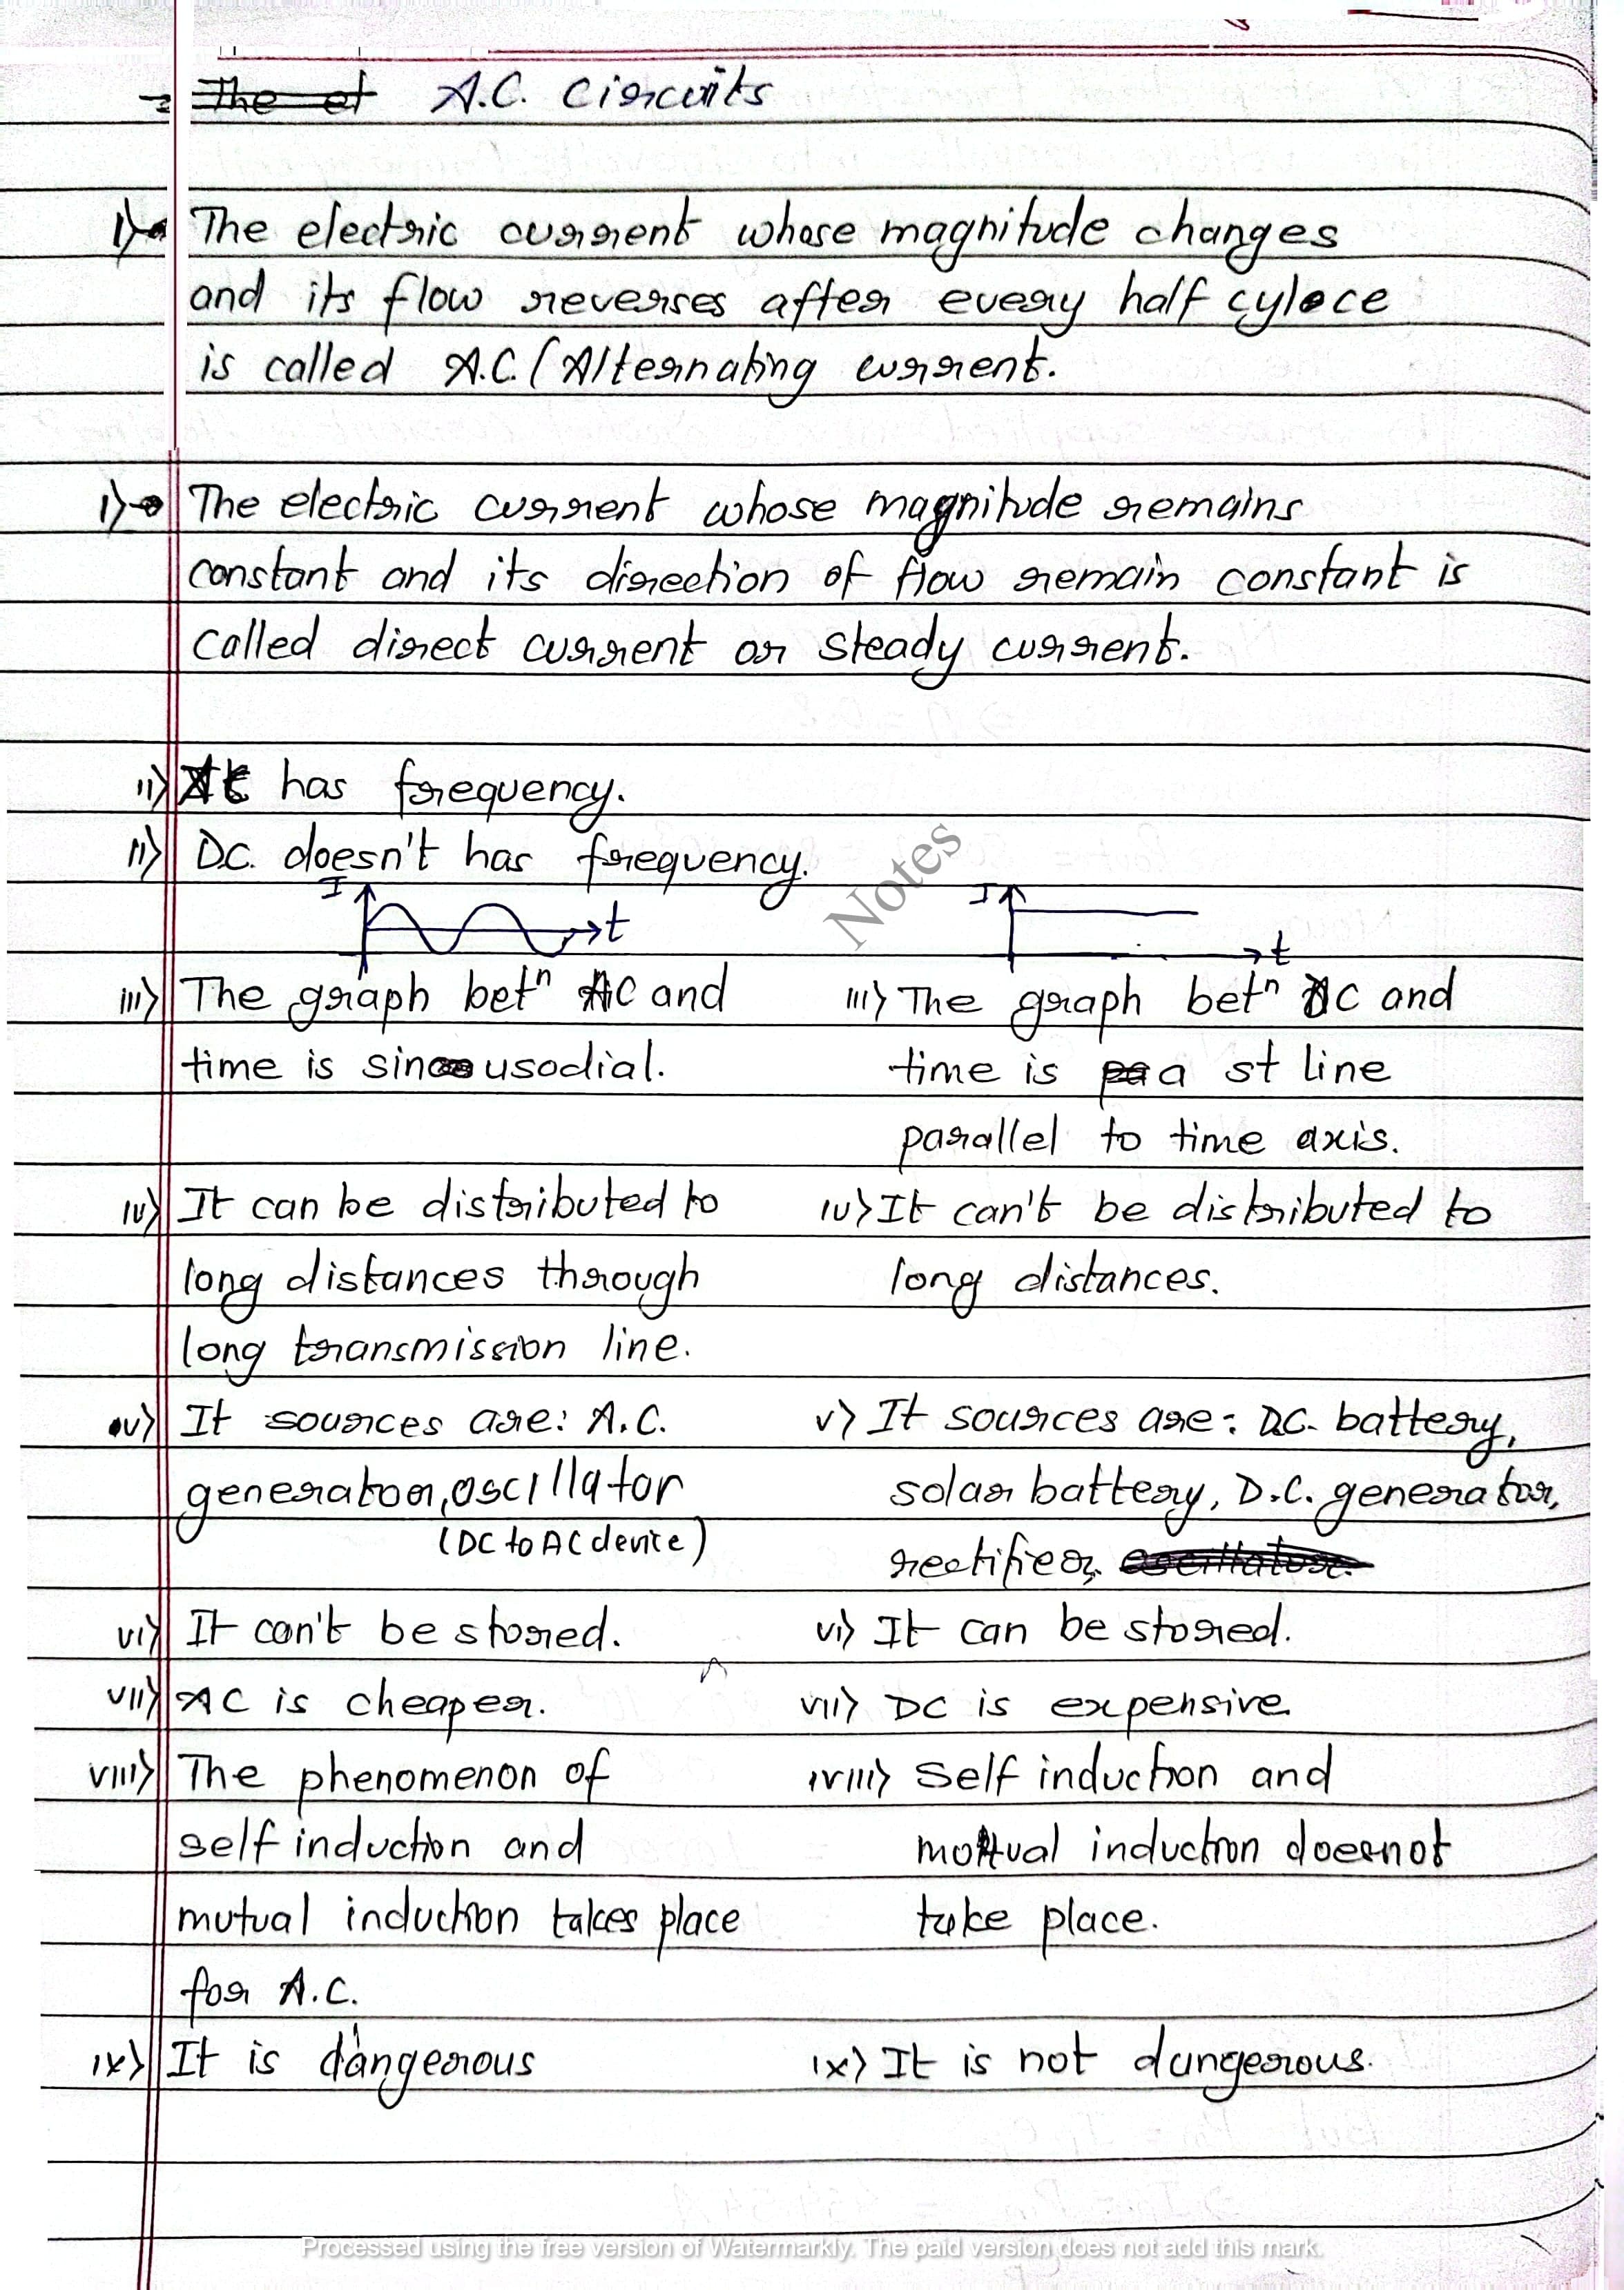 The et A.C. Circuits
i) The electric current whose magnitude changes
and its flow reverses after every half cylce
is called A.C. (Alternating current.
i) The electric current whose magnitude remains
constant and its direction of flow remain constant is
called direct current or steady current.
ii) It has frequency.
ii) D.C. doesn't has frequency.
Notes
I t
I t
iii) The graph betⁿ AC and
time is sinusodial.
iii) The graph betⁿ DC and
time is a st line
parallel to time axis.
iv) It can be distributed to
long distances through
long transmission line.
iv) It can't be distributed to
long distances.
v) It sources are: A.C.
generator, oscillator
(DC to AC device)
v) It sources are: D.C. battery,
solar battery, D.C. generator,
rectifier, oscillator.
vi) It can't be stored.
vi) It can be stored.
vii) AC is cheaper.
vii) DC is expensive.
viii) The phenomenon of
self induction and
mutual induction takes place
for A.C.
viii) Self induction and
mutual induction doesnot
take place.
ix) It is dangerous
ix) It is not dangerous.
Processed using the free version of Watermarkly. The paid version does not add this mark.